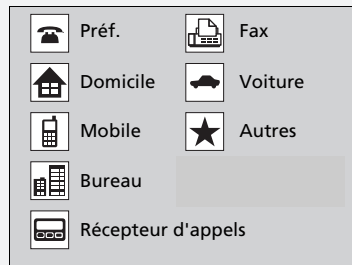 Préf.
Fax
Domicile
Voiture
Mobile
Autres
Bureau
Récepteur d'appels